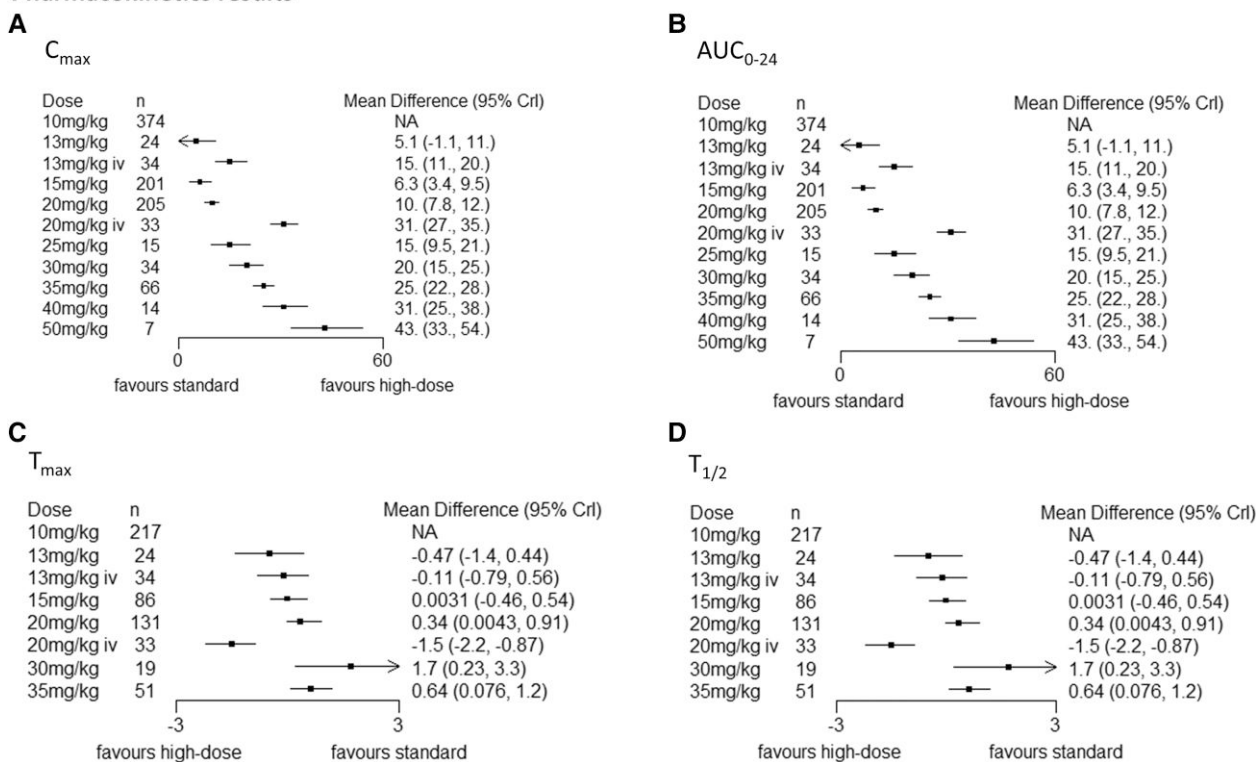 A
C_max
Dose n Mean Difference (95% CrI)
10mg/kg 374 NA
13mg/kg 24 5.1 (-1.1, 11.)
13mg/kg iv 34 15. (11., 20.)
15mg/kg 201 6.3 (3.4, 9.5)
20mg/kg 205 10. (7.8, 12.)
20mg/kg iv 33 31. (27., 35.)
25mg/kg 15 15. (9.5, 21.)
30mg/kg 34 20. (15., 25.)
35mg/kg 66 25. (22., 28.)
40mg/kg 14 31. (25., 38.)
50mg/kg 7 43. (33., 54.)
0 60
favours standard favours high-dose
B
AUC_0-24
Dose n Mean Difference (95% CrI)
10mg/kg 374 NA
13mg/kg 24 5.1 (-1.1, 11.)
13mg/kg iv 34 15. (11., 20.)
15mg/kg 201 6.3 (3.4, 9.5)
20mg/kg 205 10. (7.8, 12.)
20mg/kg iv 33 31. (27., 35.)
25mg/kg 15 15. (9.5, 21.)
30mg/kg 34 20. (15., 25.)
35mg/kg 66 25. (22., 28.)
40mg/kg 14 31. (25., 38.)
50mg/kg 7 43. (33., 54.)
0 60
favours standard favours high-dose
C
T_max
Dose n Mean Difference (95% CrI)
10mg/kg 217 NA
13mg/kg 24 -0.47 (-1.4, 0.44)
13mg/kg iv 34 -0.11 (-0.79, 0.56)
15mg/kg 86 0.0031 (-0.46, 0.54)
20mg/kg 131 0.34 (0.0043, 0.91)
20mg/kg iv 33 -1.5 (-2.2, -0.87)
30mg/kg 19 1.7 (0.23, 3.3)
35mg/kg 51 0.64 (0.076, 1.2)
-3 3
favours high-dose favours standard
D
T_1/2
Dose n Mean Difference (95% CrI)
10mg/kg 217 NA
13mg/kg 24 -0.47 (-1.4, 0.44)
13mg/kg iv 34 -0.11 (-0.79, 0.56)
15mg/kg 86 0.0031 (-0.46, 0.54)
20mg/kg 131 0.34 (0.0043, 0.91)
20mg/kg iv 33 -1.5 (-2.2, -0.87)
30mg/kg 19 1.7 (0.23, 3.3)
35mg/kg 51 0.64 (0.076, 1.2)
-3 3
favours high-dose favours standard